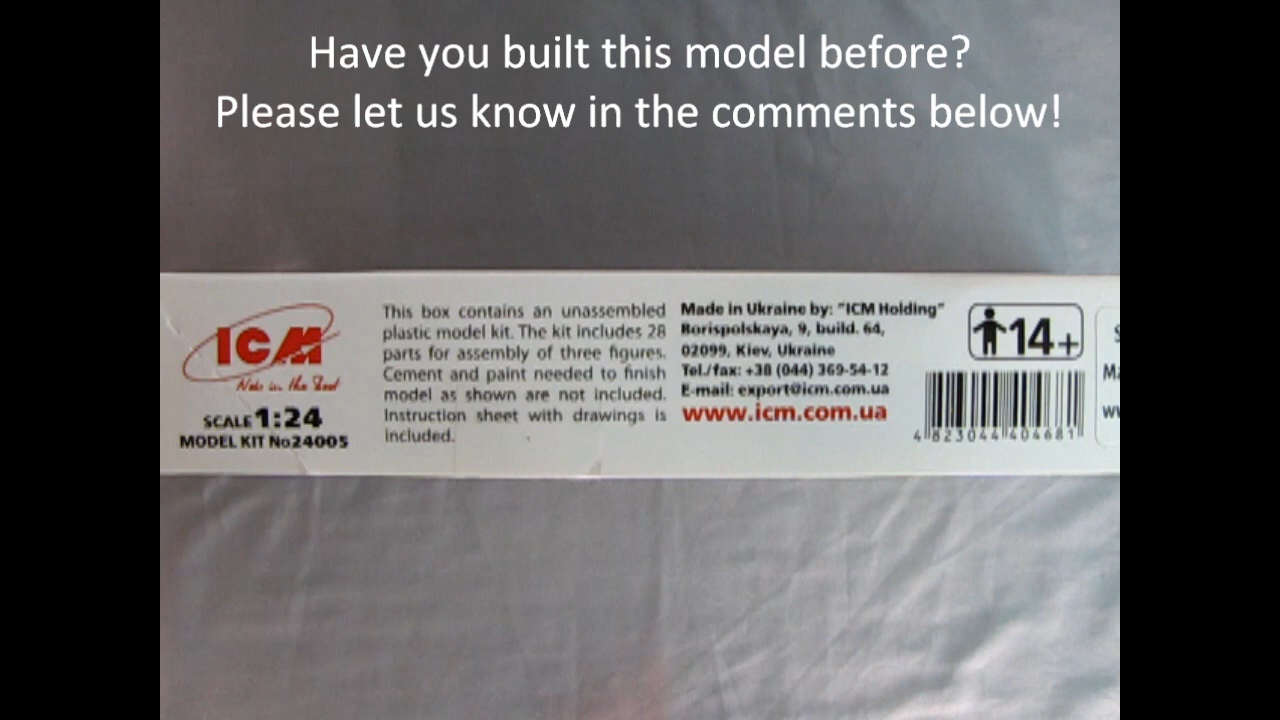 Have you built this model before?
Please let us know in the comments below!
ICM
SCALE 1:24
MODEL KIT No24005
This box contains an unassembled
plastic model kit. The kit includes 28
parts for assembly of three figures.
Cement and paint needed to finish
model as shown are not included.
Instruction sheet with drawings is
included.
Made in Ukraine by: "ICM Holding"
Borispolskaya, 9, build. 64,
02099, Kiev, Ukraine
Tel./fax: +38 (044) 369-54-12
E-mail: export@icm.com.ua
www.icm.com.ua
14+
4 823044 404681